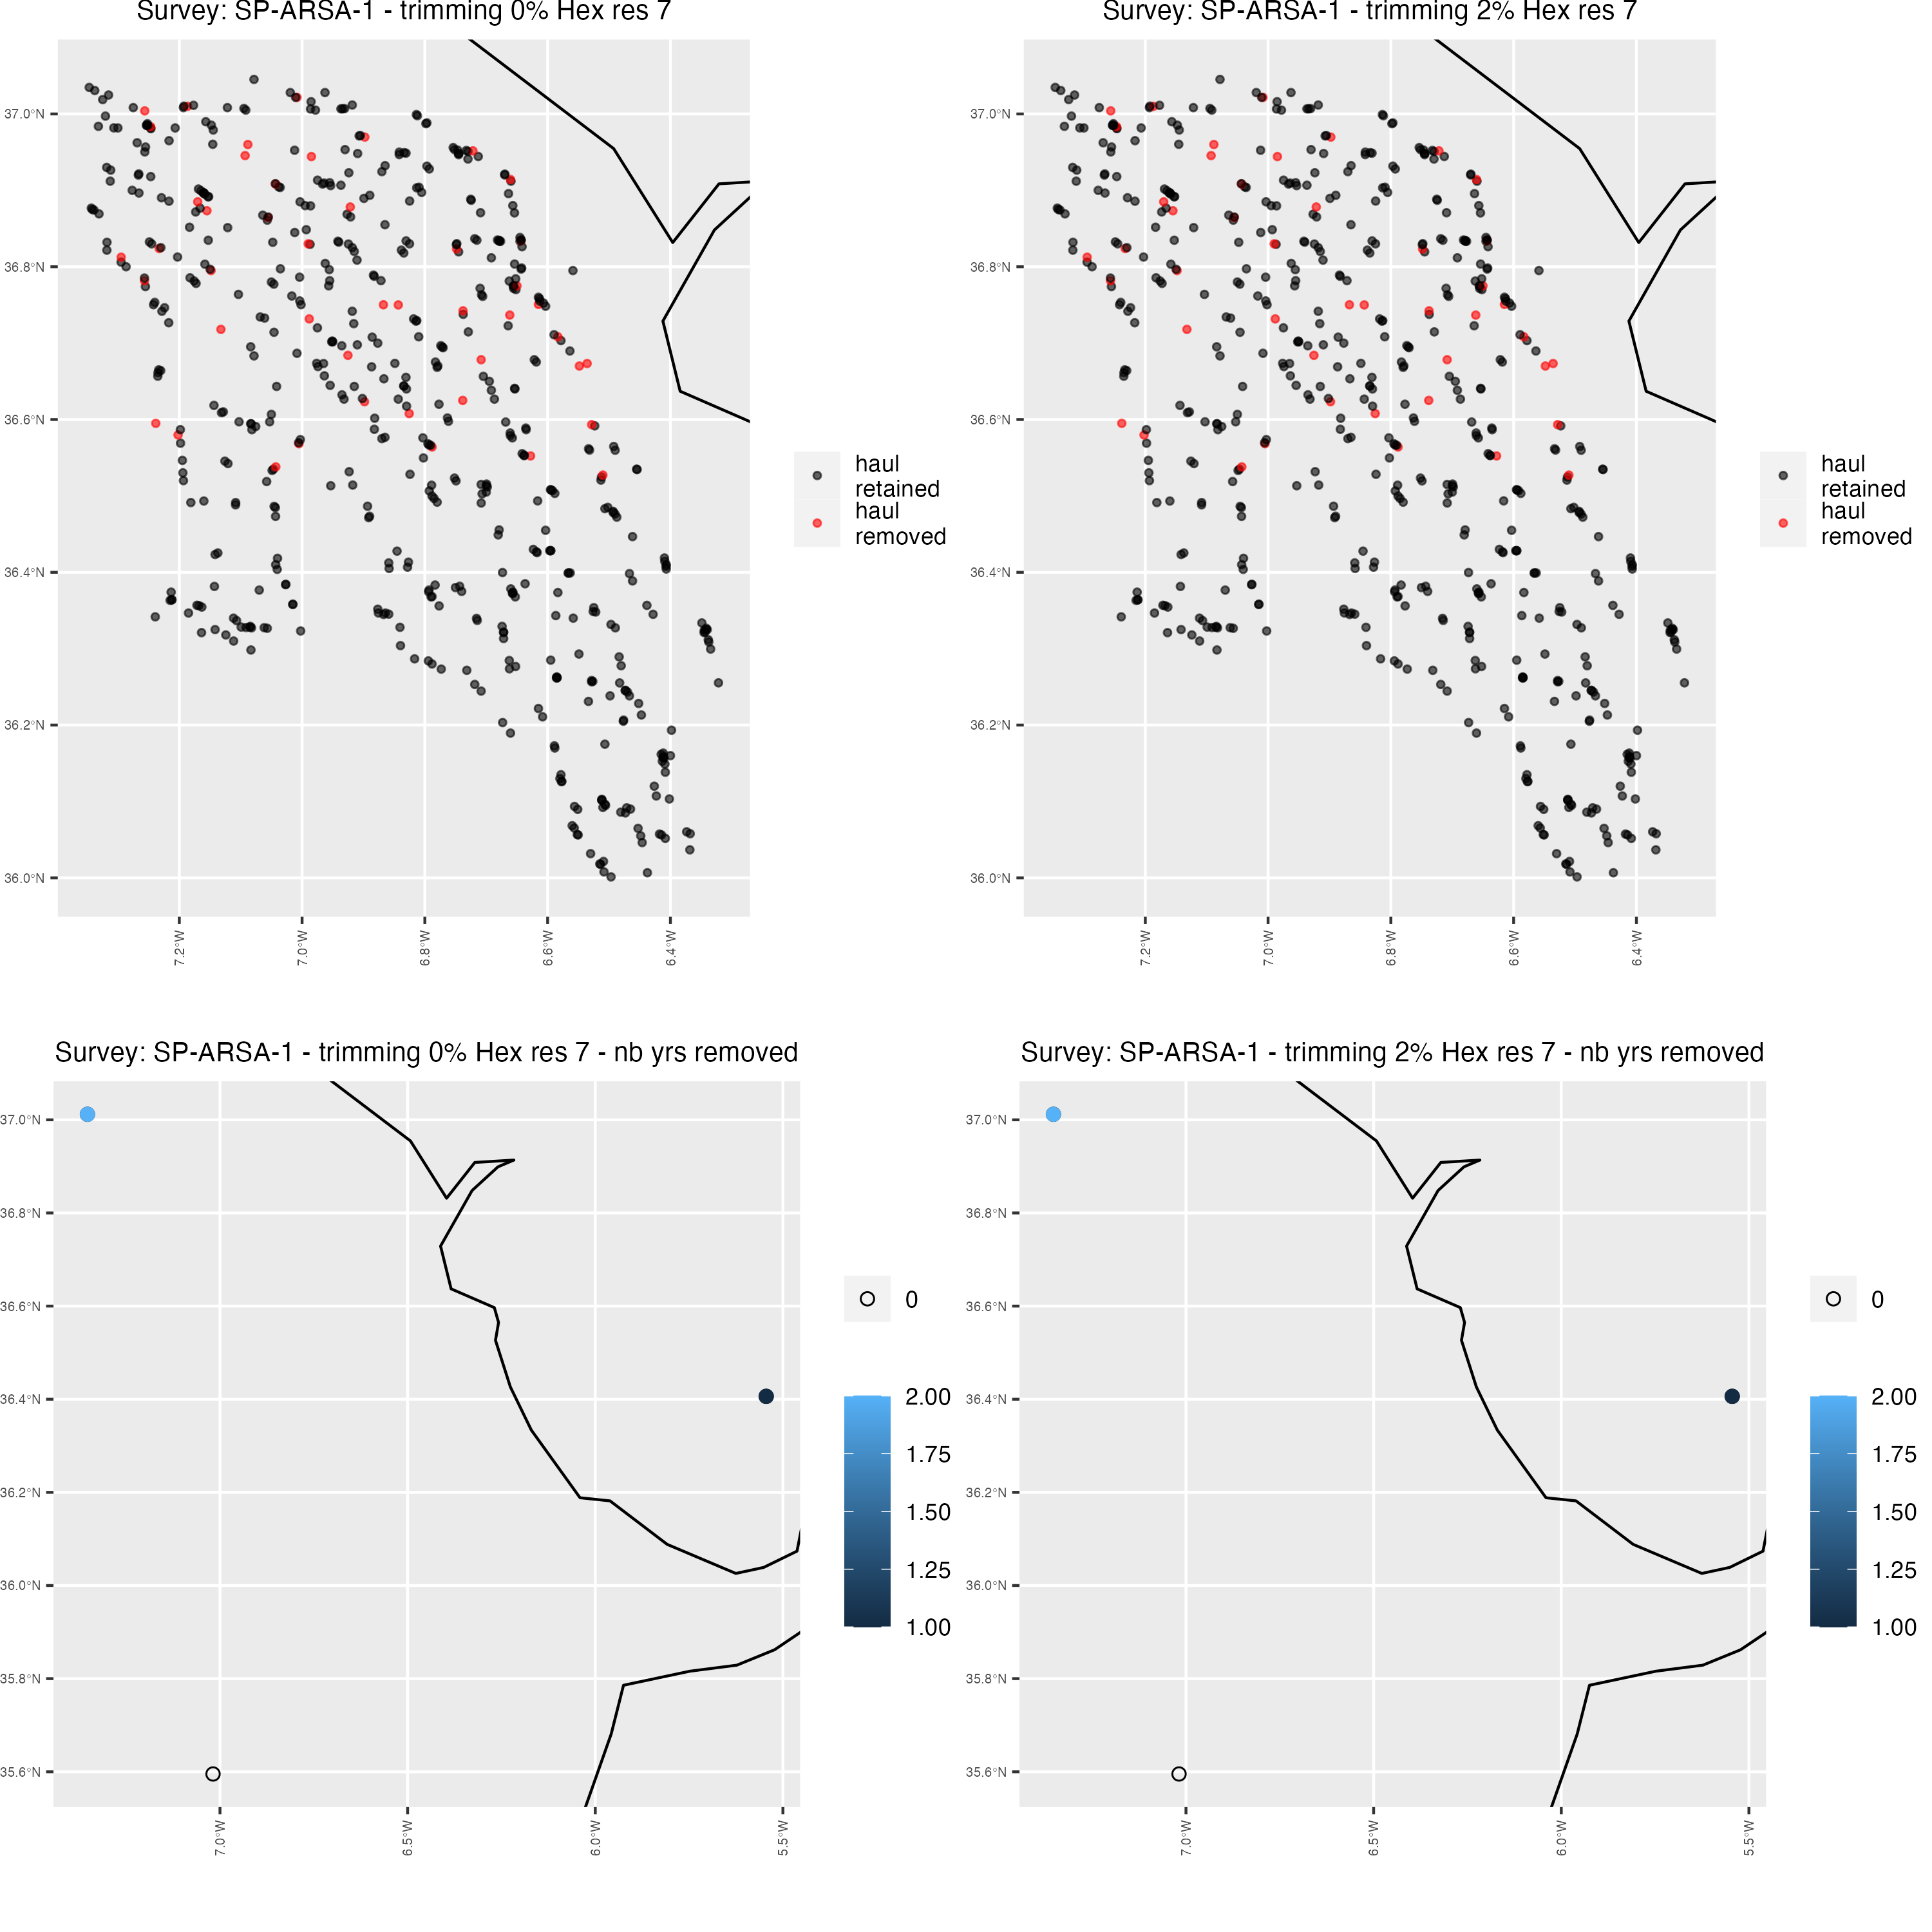 Survey: SP-ARSA-1 - trimming 0% Hex res 7
37.0°N
36.8°N
36.6°N
36.4°N
36.2°N
36.0°N
7.2°W
7.0°W
6.8°W
6.6°W
6.4°W
haul
retained
haul
removed
Survey: SP-ARSA-1 - trimming 2% Hex res 7
37.0°N
36.8°N
36.6°N
36.4°N
36.2°N
36.0°N
7.2°W
7.0°W
6.8°W
6.6°W
6.4°W
haul
retained
haul
removed
Survey: SP-ARSA-1 - trimming 0% Hex res 7 - nb yrs removed
37.0°N
36.8°N
36.6°N
36.4°N
36.2°N
36.0°N
35.8°N
35.6°N
7.0°W
6.5°W
6.0°W
5.5°W
0
2.00
1.75
1.50
1.25
1.00
Survey: SP-ARSA-1 - trimming 2% Hex res 7 - nb yrs removed
37.0°N
36.8°N
36.6°N
36.4°N
36.2°N
36.0°N
35.8°N
35.6°N
7.0°W
6.5°W
6.0°W
5.5°W
0
2.00
1.75
1.50
1.25
1.00